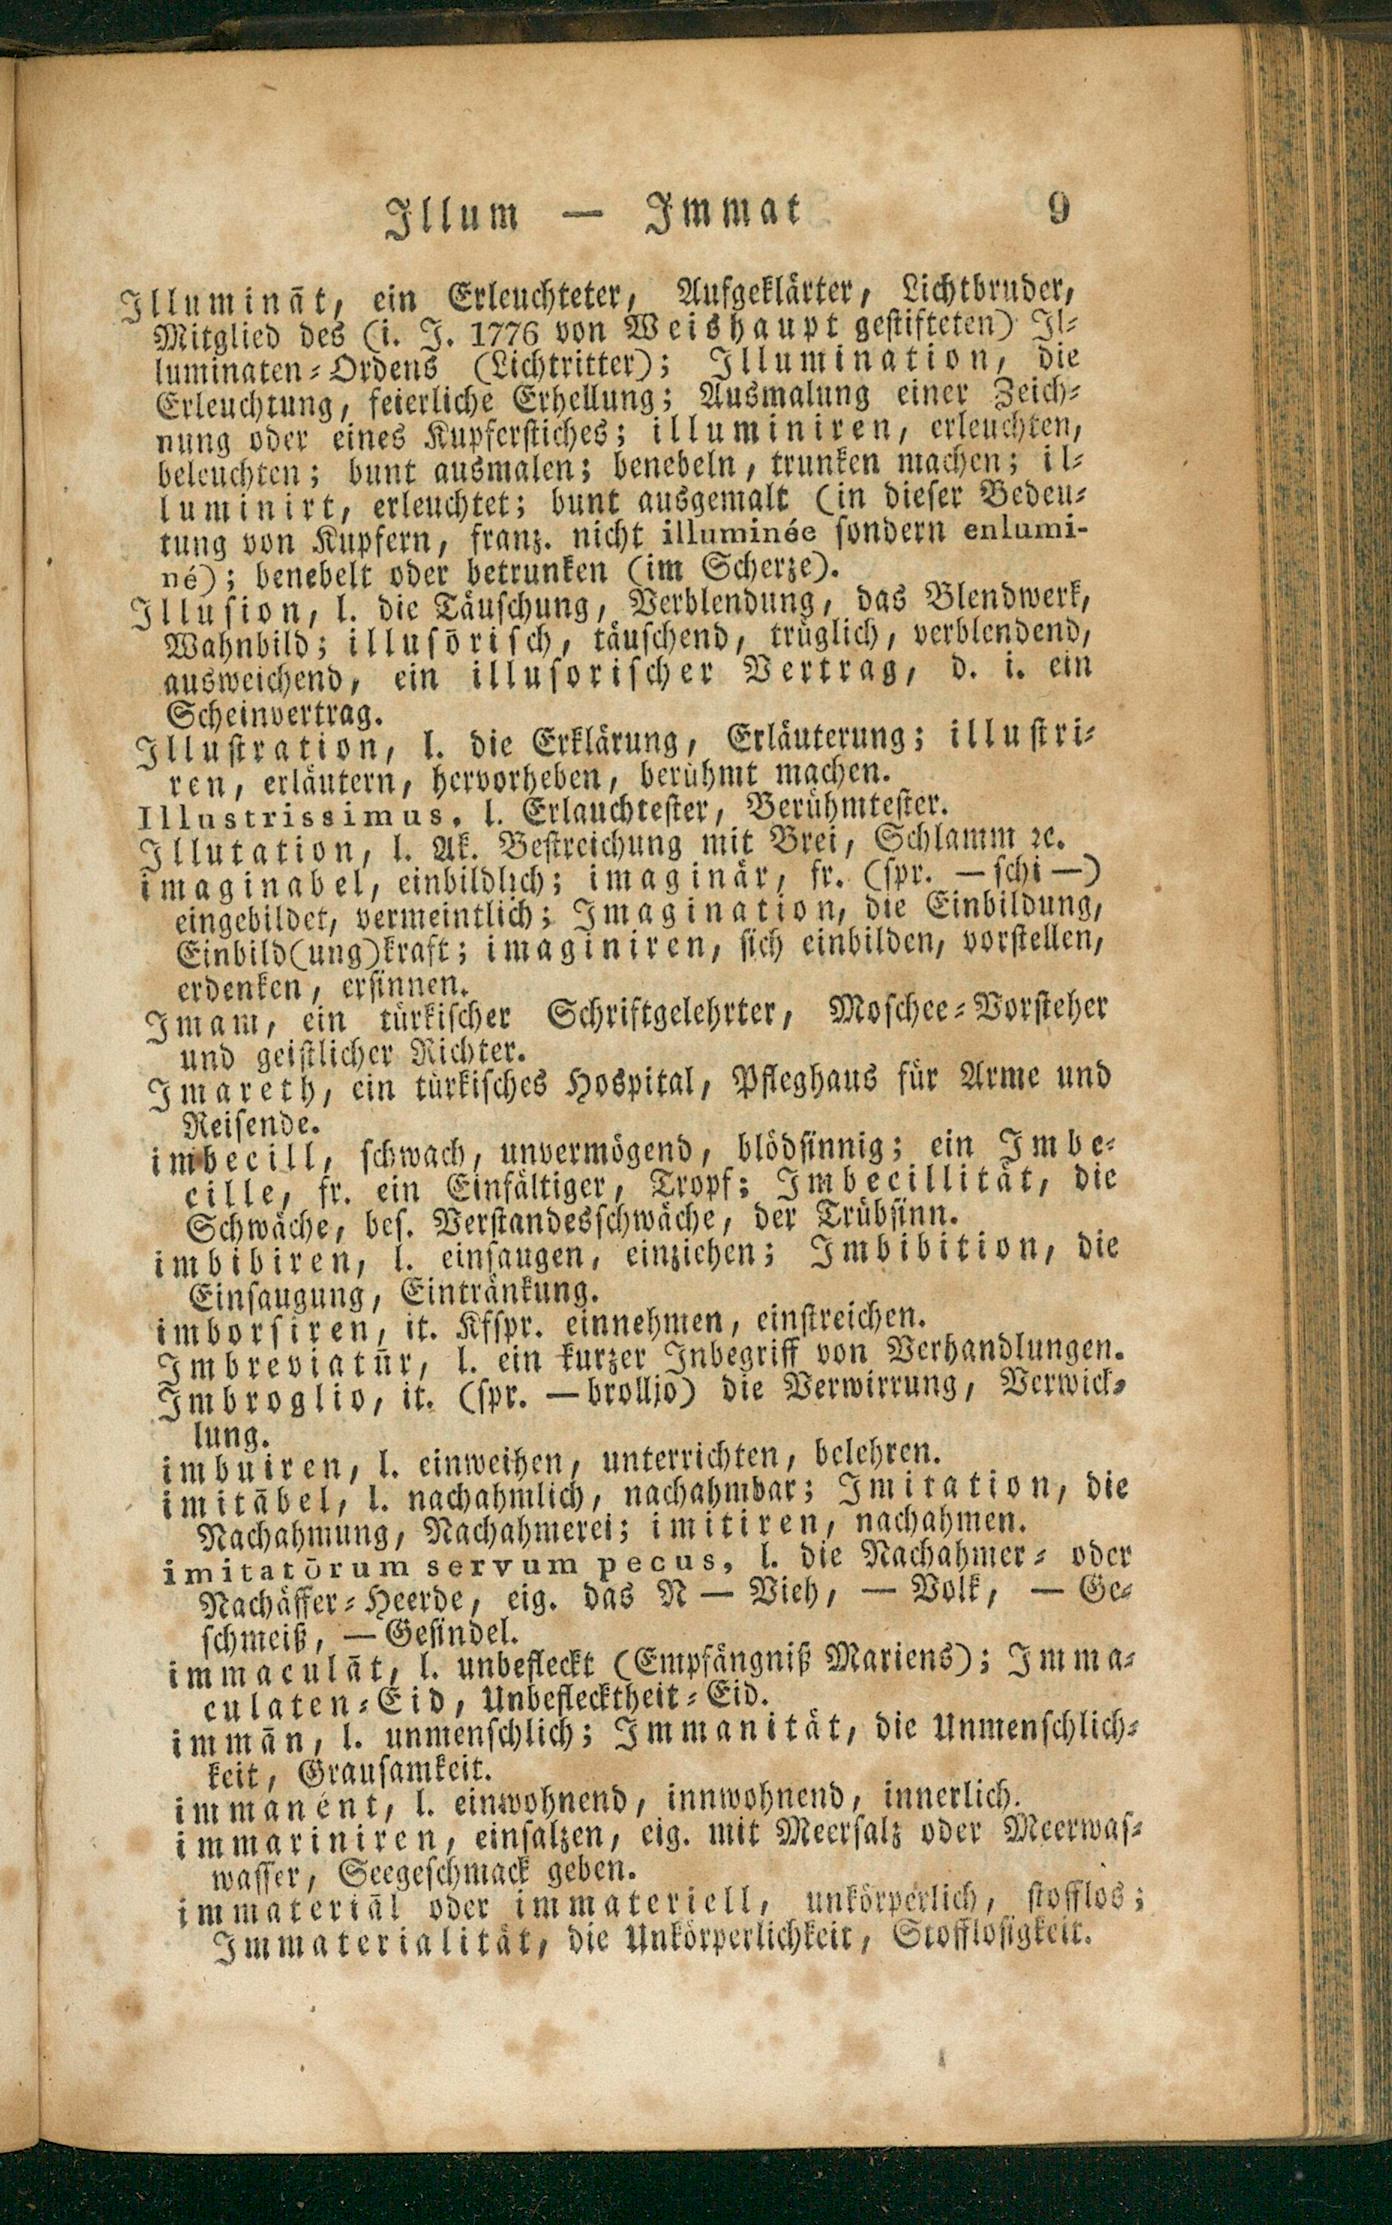 Illum — Immat 9
Illumināt, ein Erleuchteter, Aufgeklärter, Lichtbruder,
Mitglied des (i. J. 1776 von Weishaupt gestifteten) Il-
luminaten-Ordens (Lichtritter); Illumination, die
Erleuchtung, feierliche Erhellung; Ausmalung einer Zeich-
nung oder eines Kupferstiches; illuminiren, erleuchten,
beleuchten; bunt ausmalen; benebeln, trunken machen; il-
luminirt, erleuchtet; bunt ausgemalt (in dieser Bedeu-
tung von Kupfern, franz. nicht illuminée sondern enlumi-
né); benebelt oder betrunken (im Scherze).
Illusion, l. die Täuschung, Verblendung, das Blendwerk,
Wahnbild; illusōrisch, täuschend, trüglich, verblendend,
ausweichend, ein illusorischer Vertrag, d. i. ein
Scheinvertrag.
Illustration, l. die Erklärung, Erläuterung; illustri-
ren, erläutern, hervorheben, berühmt machen.
Illustrissimus, l. Erlauchtester, Berühmtester.
Illutation, l. Ak. Bestreichung mit Brei, Schlamm ꝛc.
imaginabel, einbildlich; imaginär, fr. (spr. —schi—)
eingebildet, vermeintlich; Imagination, die Einbildung,
Einbild(ung)kraft; imaginiren, sich einbilden, vorstellen,
erdenken, ersinnen.
Imam, ein türkischer Schriftgelehrter, Moschee-Vorsteher
und geistlicher Richter.
Imareth, ein türkisches Hospital, Pfleghaus für Arme und
Reisende.
imbecill, schwach, unvermögend, blödsinnig; ein Imbe-
cille, fr. ein Einfältiger, Tropf; Imbecillität, die
Schwäche, bes. Verstandesschwäche, der Trübsinn.
imbibiren, l. einsaugen, einziehen; Imbibition, die
Einsaugung, Eintränkung.
imborsiren, it. Kfspr. einnehmen, einstreichen.
Imbreviatūr, l. ein kurzer Inbegriff von Verhandlungen.
Imbroglio, it. (spr. —brolljo) die Verwirrung, Verwick-
lung.
imbuiren, l. einweihen, unterrichten, belehren.
imitābel, l. nachahmlich, nachahmbar; Imitation, die
Nachahmung, Nachahmerei; imitiren, nachahmen.
imitatōrum servum pecus, l. die Nachahmer- oder
Nachäffer-Heerde, eig. das N — Vieh, — Volk, — Ge-
schmeiß, — Gesindel.
immaculāt, l. unbefleckt (Empfängniß Mariens); Imma-
culaten-Eid, Unbeflecktheit-Eid.
immān, l. unmenschlich; Immanität, die Unmenschlich-
keit, Grausamkeit.
immanént, l. einwohnend, innwohnend, innerlich.
immariniren, einsalzen, eig. mit Meersalz oder Meerwas-
wasser, Seegeschmack geben.
immateriāl oder immateriell, unkörperlich, stofflos;
Immaterialität, die Unkörperlichkeit, Stofflosigkeit.